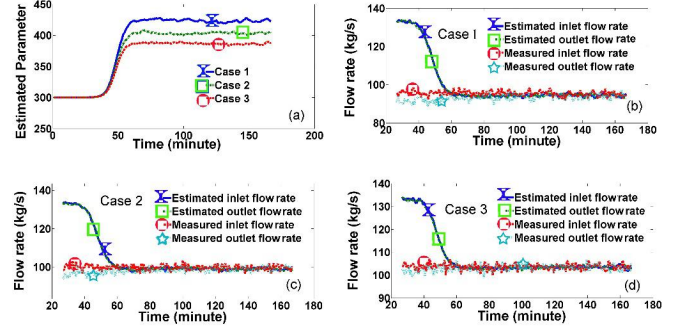 Estimated Parameter
450
400
350
300
250
0
50
100
150
200
Time (minute)
Case 1
Case 2
Case 3
(a)
Flow rate (kg/s)
140
120
100
80
20
40
60
80
100
120
140
160
180
Time (minute)
Case I
Estimated inlet flow rate
Estimated outlet flow rate
Measured inlet flow rate
Measured outlet flow rate
(b)
Flow rate (kg/s)
140
120
100
80
20
40
60
80
100
120
140
160
180
Time (minute)
Case 2
Estimated inlet flow rate
Estimated outlet flow rate
Measured inlet flow rate
Measured outlet flow rate
(c)
Flow rate (kg/s)
140
130
120
110
100
90
20
40
60
80
100
120
140
160
180
Time (minute)
Case 3
Estimated inlet flow rate
Estimated outlet flow rate
Measured inlet flow rate
Measured outlet flow rate
(d)